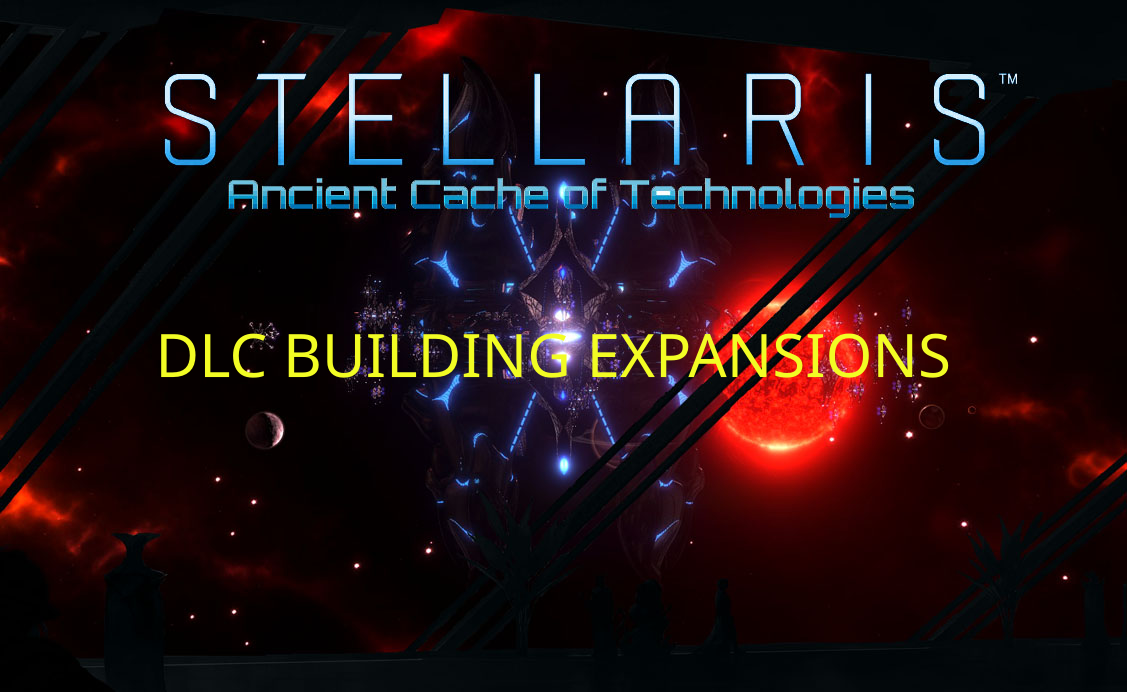 STELLARIS™
Ancient Cache of Technologies
DLC BUILDING EXPANSIONS